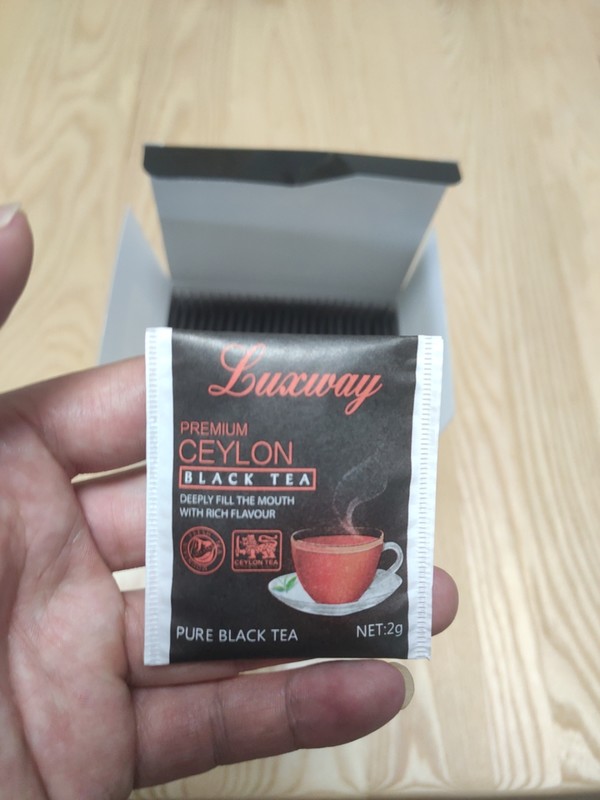 Luxway
PREMIUM
CEYLON
BLACK TEA
DEEPLY FILL THE MOUTH
WITH RICH FLAVOUR
CEYLON TEA
PURE BLACK TEA
NET:2g